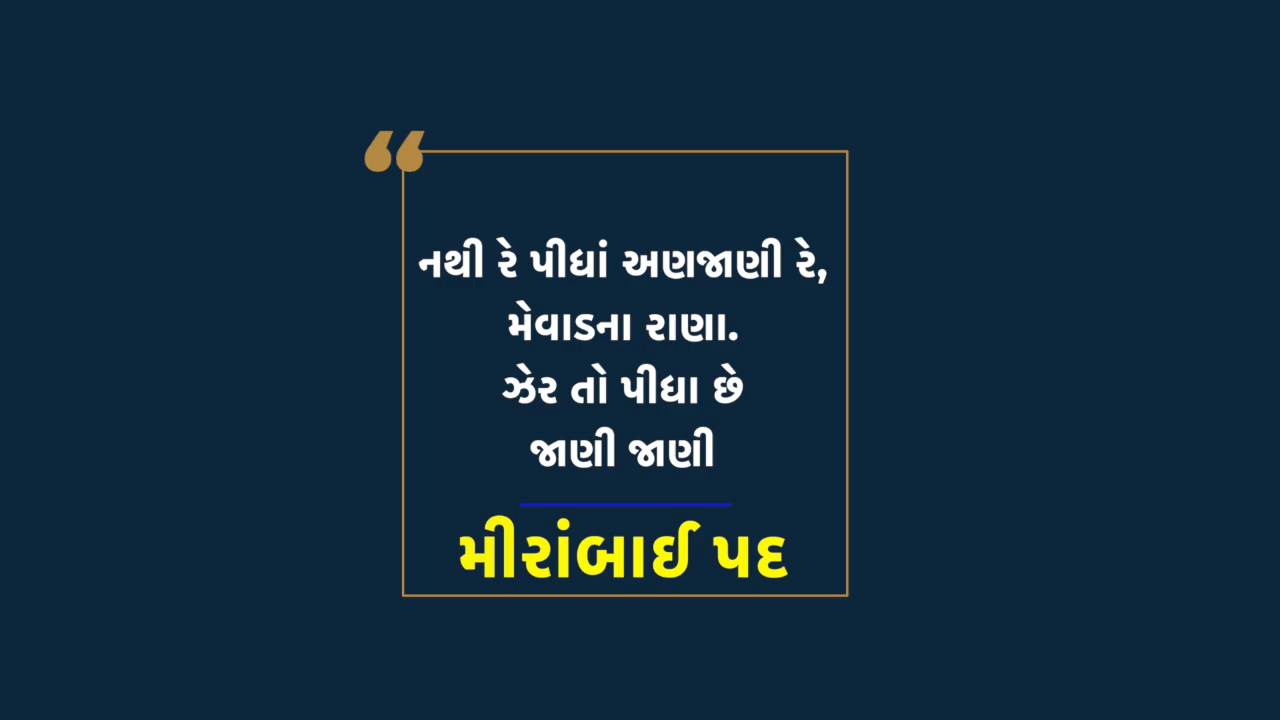 નથી રે પીધાં અણજાણી રે,
મેવાડના રાણા.
ઝેર તો પીધા છે
જાણી જાણી
મીરાંબાઈ પદ